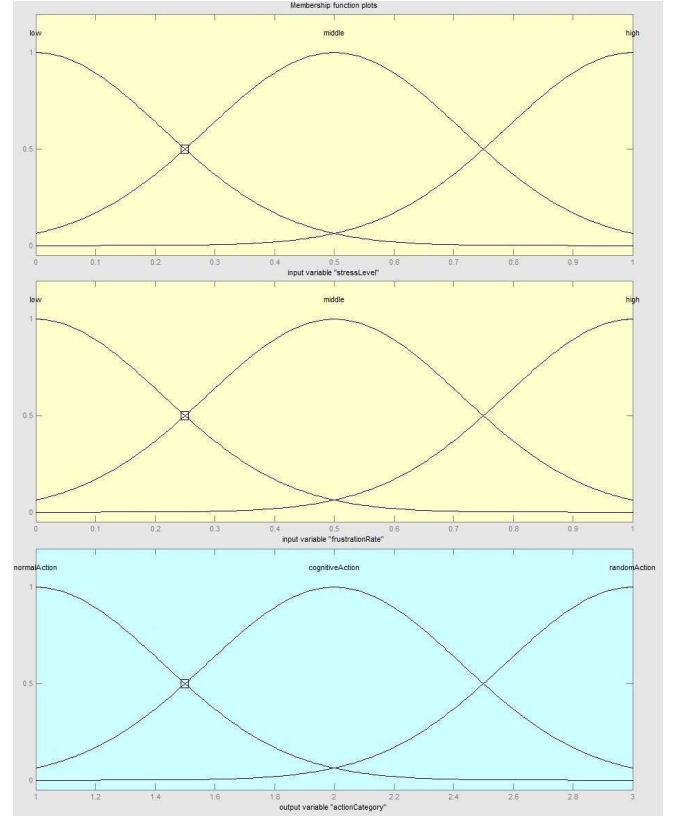 Membership function plots
low middle high
1
0.5
0
0 0.1 0.2 0.3 0.4 0.5 0.6 0.7 0.8 0.9 1
input variable "stressLevel"
low middle high
1
0.5
0
0 0.1 0.2 0.3 0.4 0.5 0.6 0.7 0.8 0.9 1
input variable "frustrationRate"
normalAction cognitiveAction randomAction
1
0.5
0
1 1.2 1.4 1.6 1.8 2 2.2 2.4 2.6 2.8 3
output variable "actionCategory"